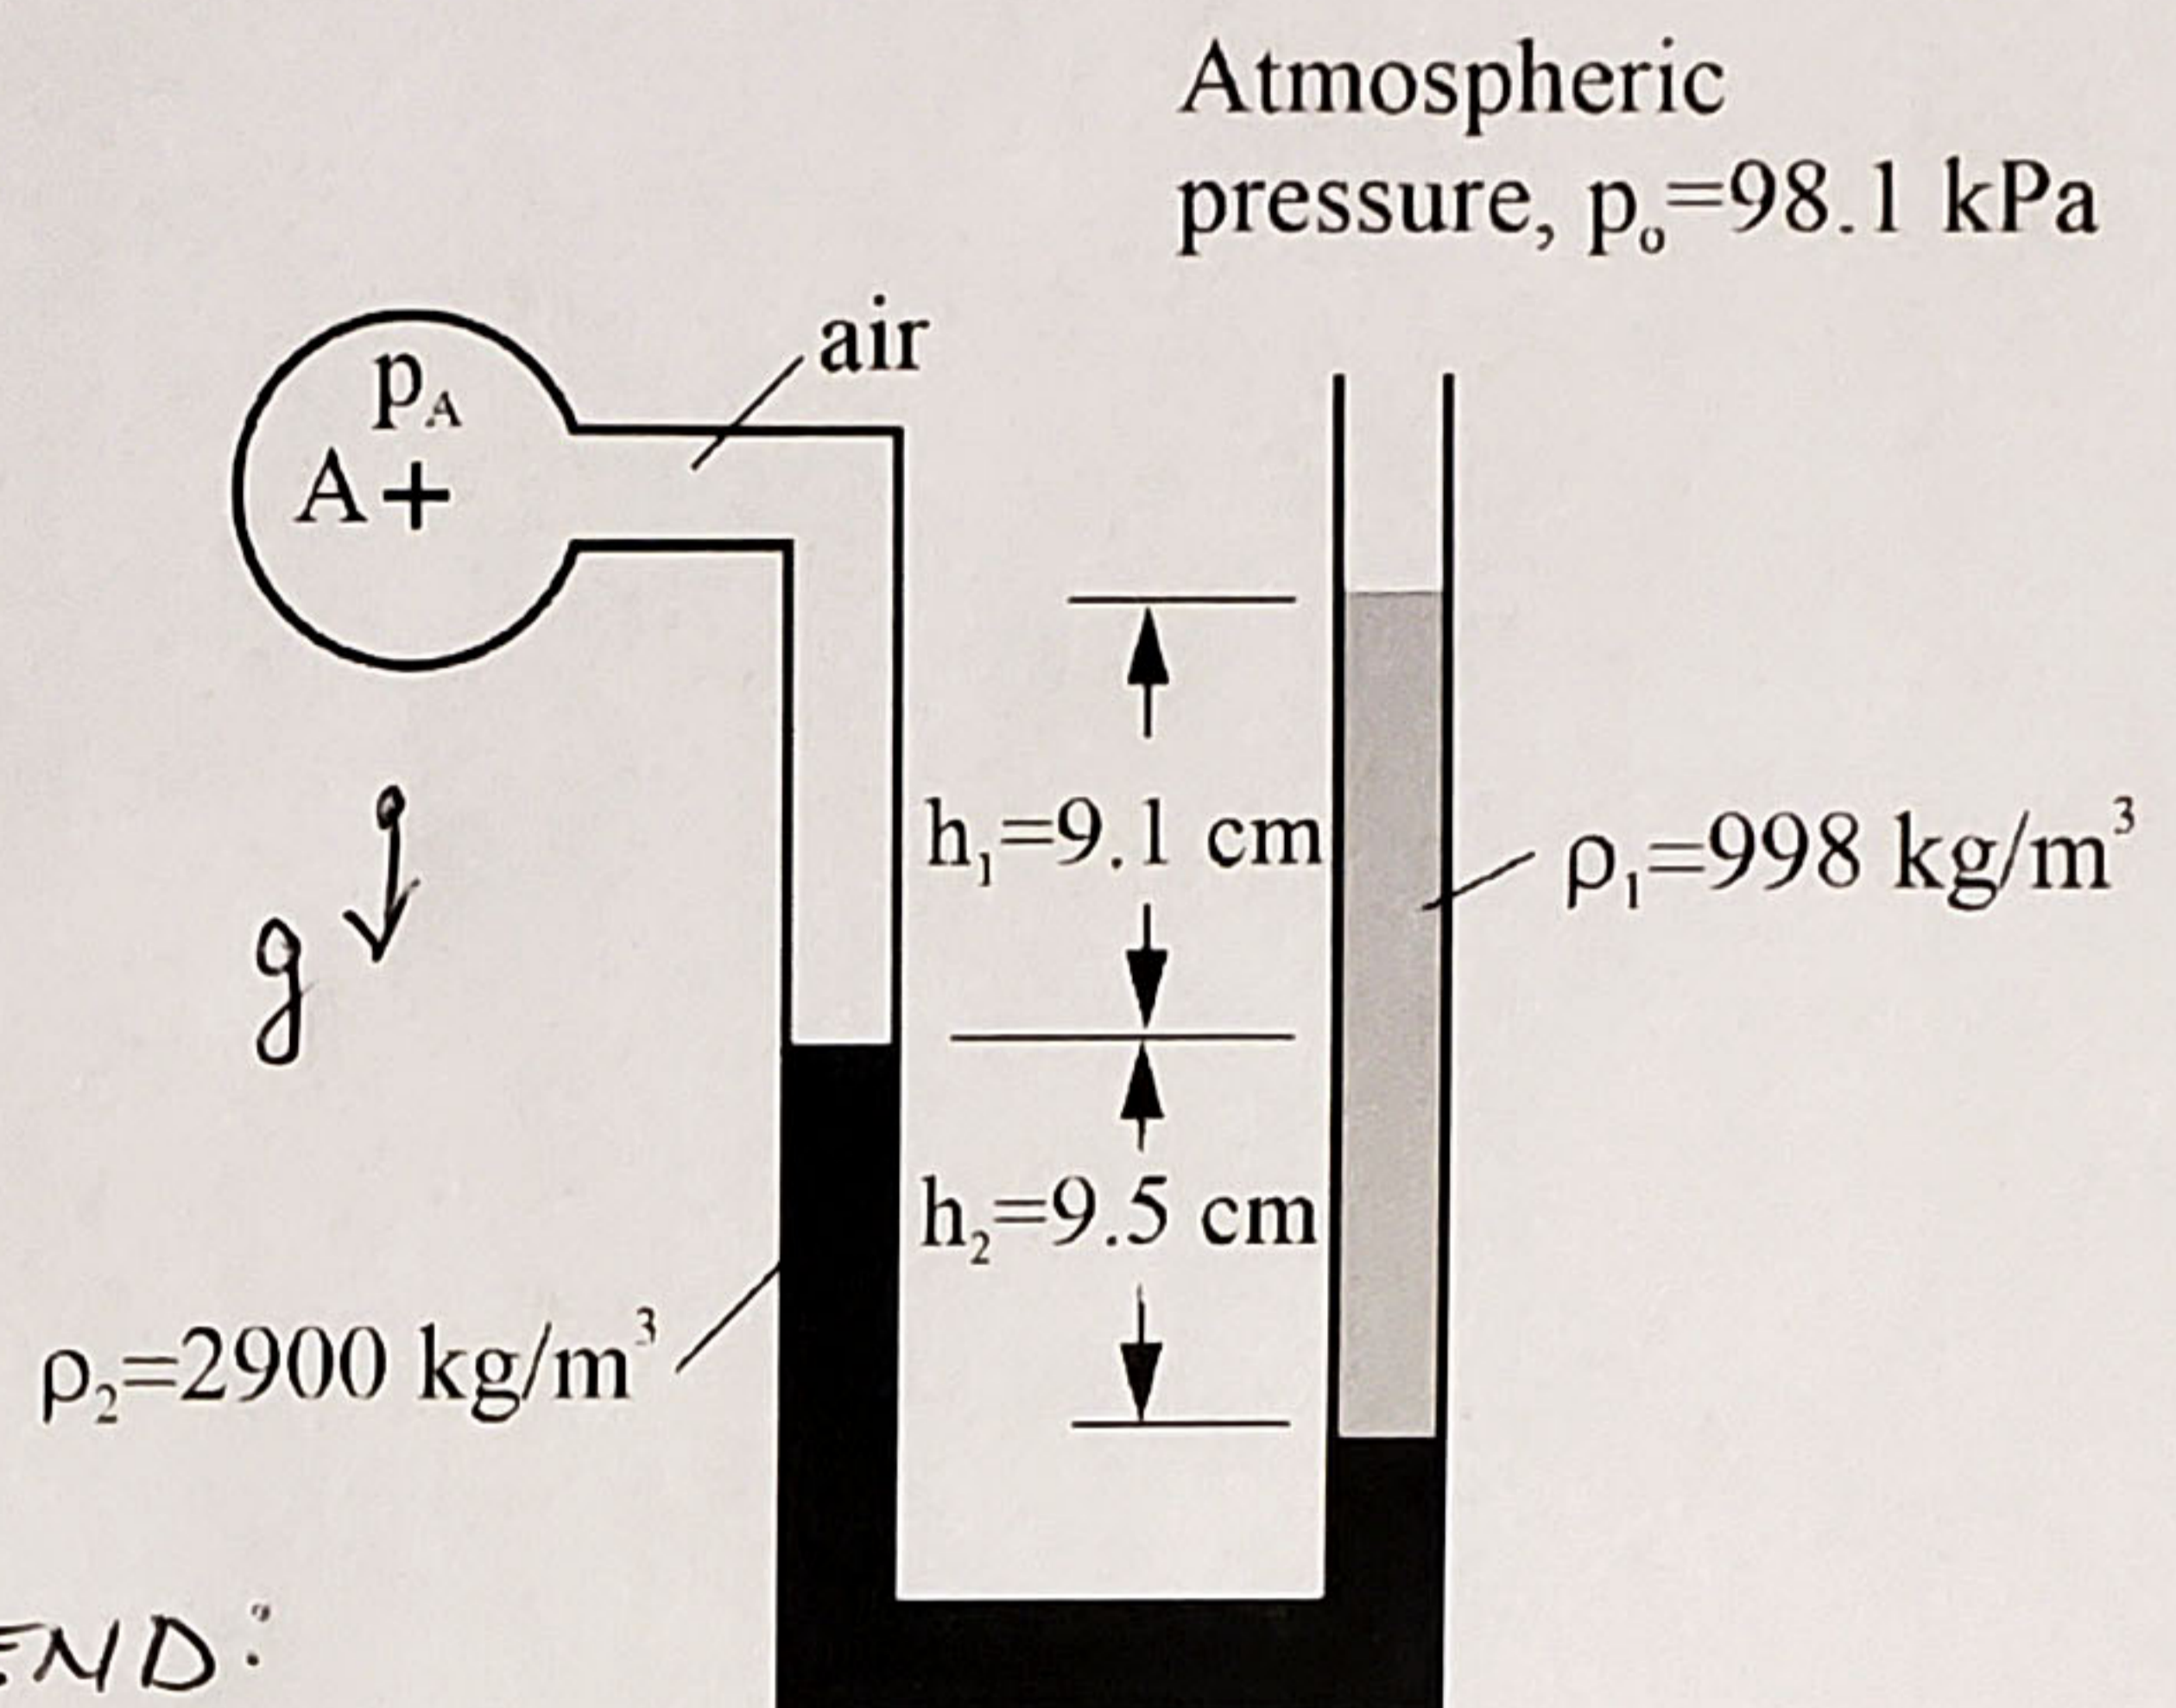 Atmospheric
pressure, pₒ=98.1 kPa
air
p_A
A+
h₁=9.1 cm
ρ₁=998 kg/m³
g
h₂=9.5 cm
ρ₂=2900 kg/m³
END: